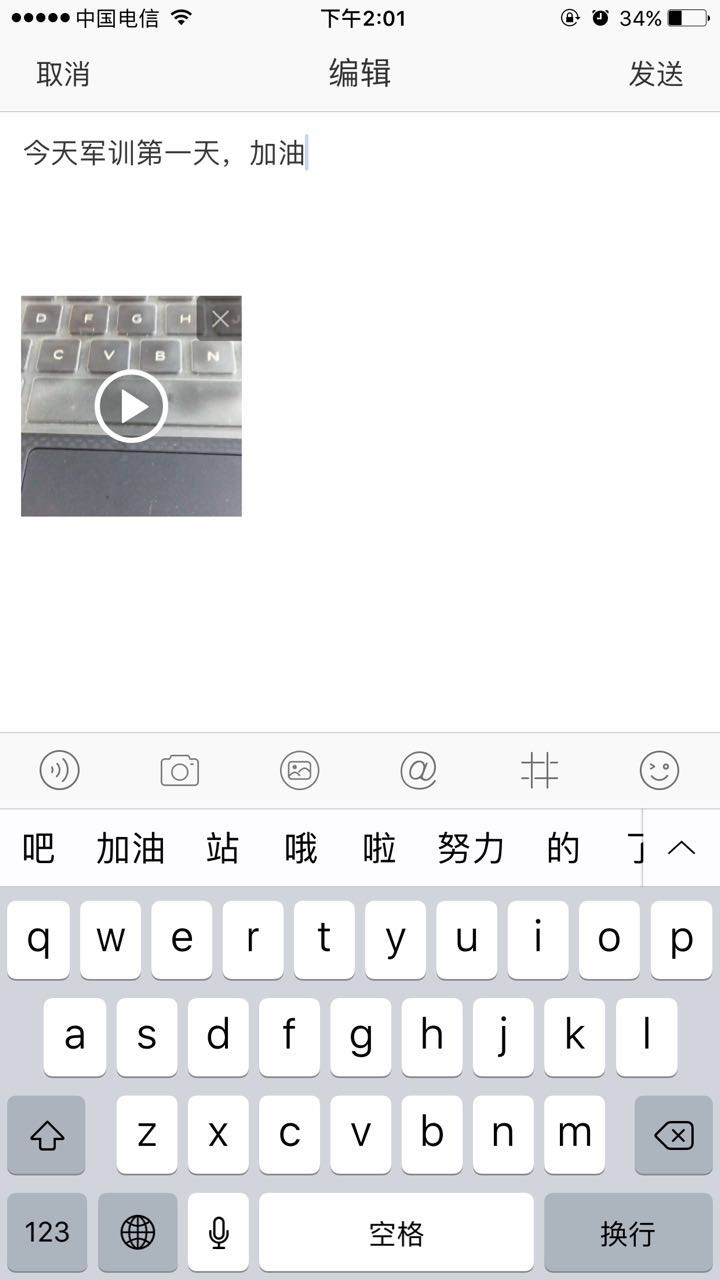 中国电信 下午2:01 34%
取消 编辑 发送
今天军训第一天，加油
D F G H J
C V B N
吧 加油 站 哦 啦 努力 的
q w e r t y u i o p
a s d f g h j k l
z x c v b n m
123 空格 换行